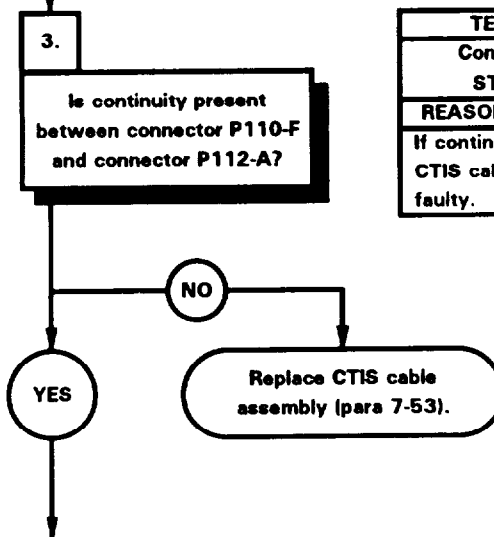 3.
Is continuity present
between connector P110-F
and connector P112-A?
NO
YES
Replace CTIS cable
assembly (para 7-53).
TE
Con
ST
REASO
If contin
CTIS cal
faulty.